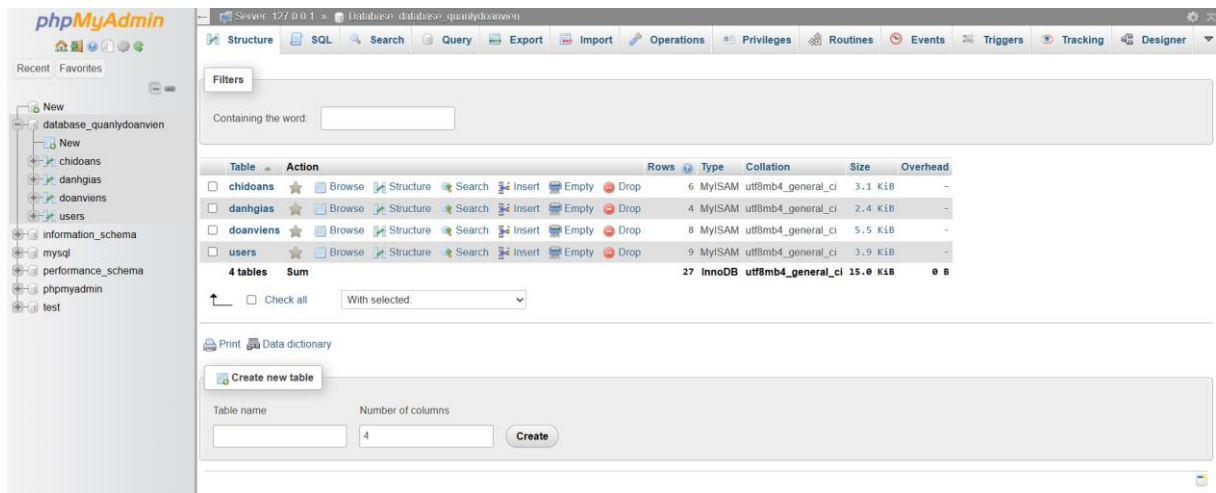 phpMyAdmin
Recent Favorites
New
database_quanlydoanvien
New
chidoans
danhgias
doanviens
users
information_schema
mysql
performance_schema
phpmyadmin
test
Server: 127.0.0.1 » Database: database_quanlydoanvien
Structure SQL Search Query Export Import Operations Privileges Routines Events Triggers Tracking Designer
Filters
Containing the word:
Table Action Rows Type Collation Size Overhead
chidoans Browse Structure Search Insert Empty Drop 6 MyISAM utf8mb4_general_ci 3.1 KiB -
danhgias Browse Structure Search Insert Empty Drop 4 MyISAM utf8mb4_general_ci 2.4 KiB -
doanviens Browse Structure Search Insert Empty Drop 8 MyISAM utf8mb4_general_ci 5.5 KiB -
users Browse Structure Search Insert Empty Drop 9 MyISAM utf8mb4_general_ci 3.9 KiB -
4 tables Sum 27 InnoDB utf8mb4_general_ci 15.0 KiB 0 B
Check all With selected:
Print Data dictionary
Create new table
Table name Number of columns
4 Create